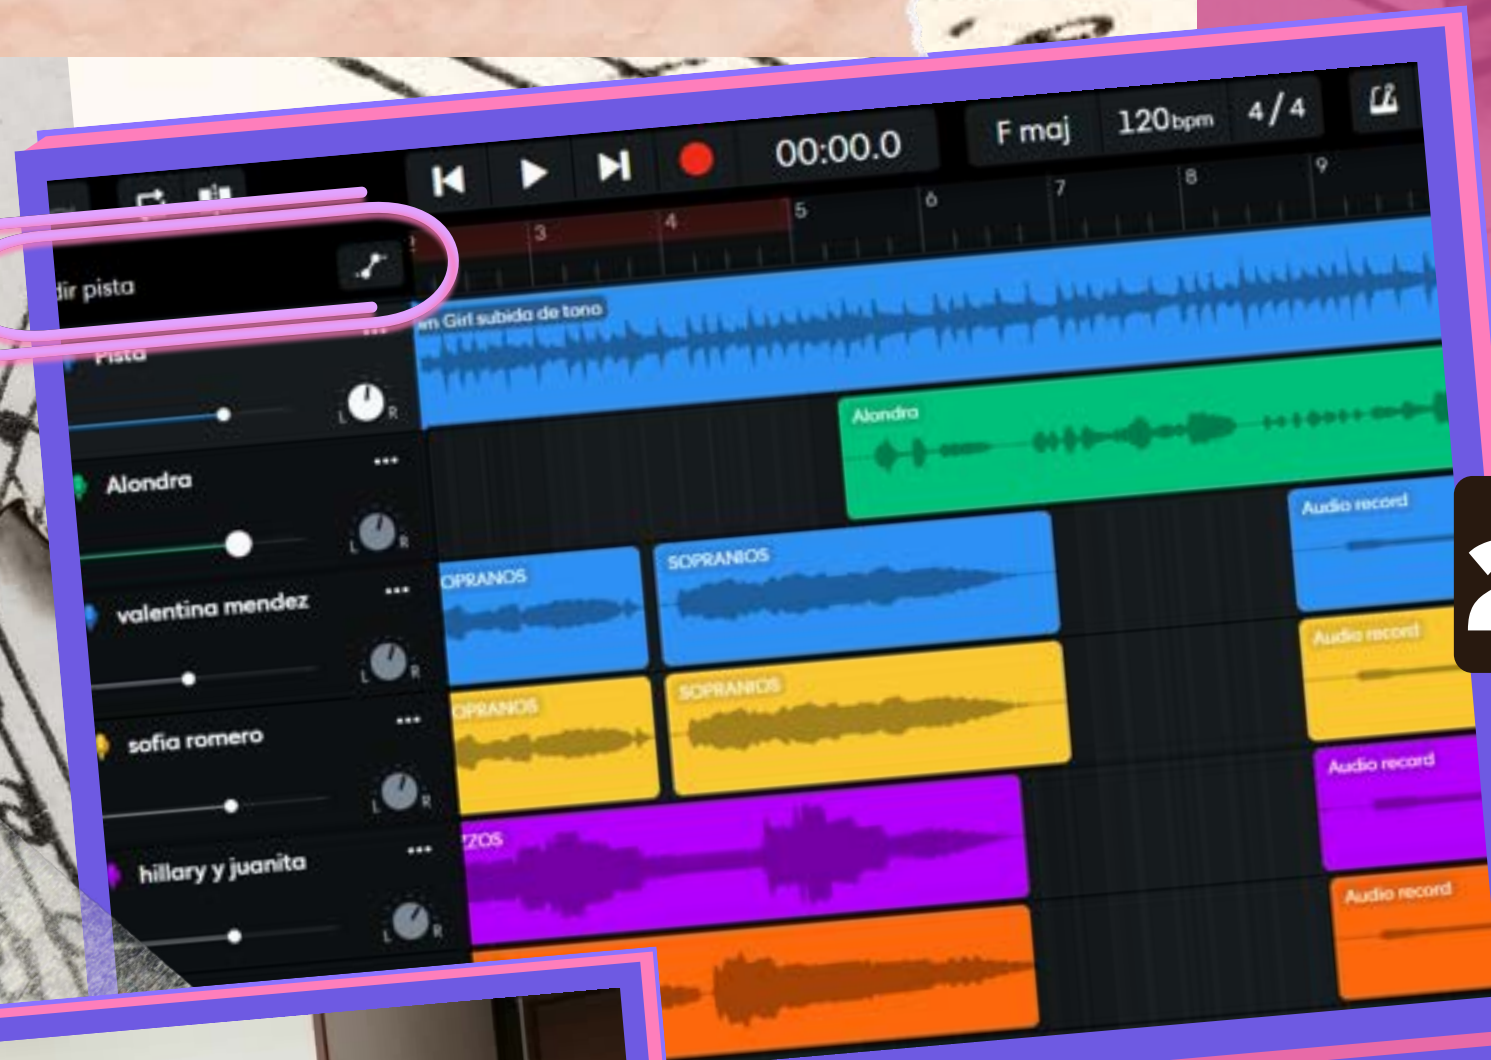 00:00.0
F maj
120bpm
4/4
3
4
5
6
7
8
9
dir pista
n Girl subida de tono
Pista
L R
Alondra
Alondra
L R
Audio record
OPRANOS
SOPRANIOS
valentina mendez
L R
Audio record
OPRANOS
SOPRANIOS
sofia romero
L R
Audio record
ZZOS
hillary y juanita
L R
Audio record